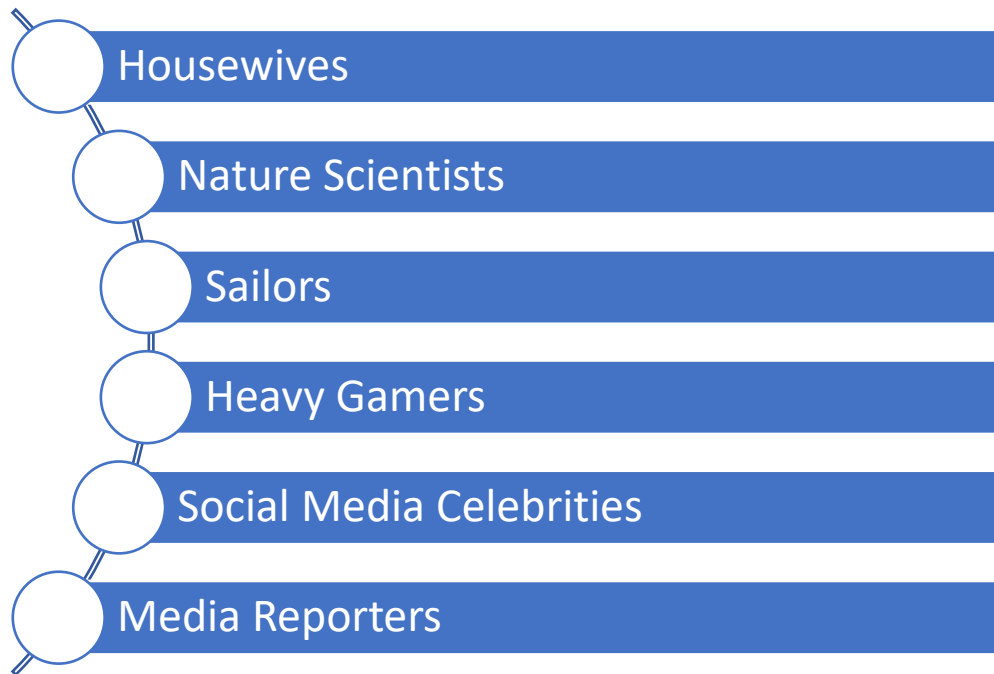 Housewives
Nature Scientists
Sailors
Heavy Gamers
Social Media Celebrities
Media Reporters